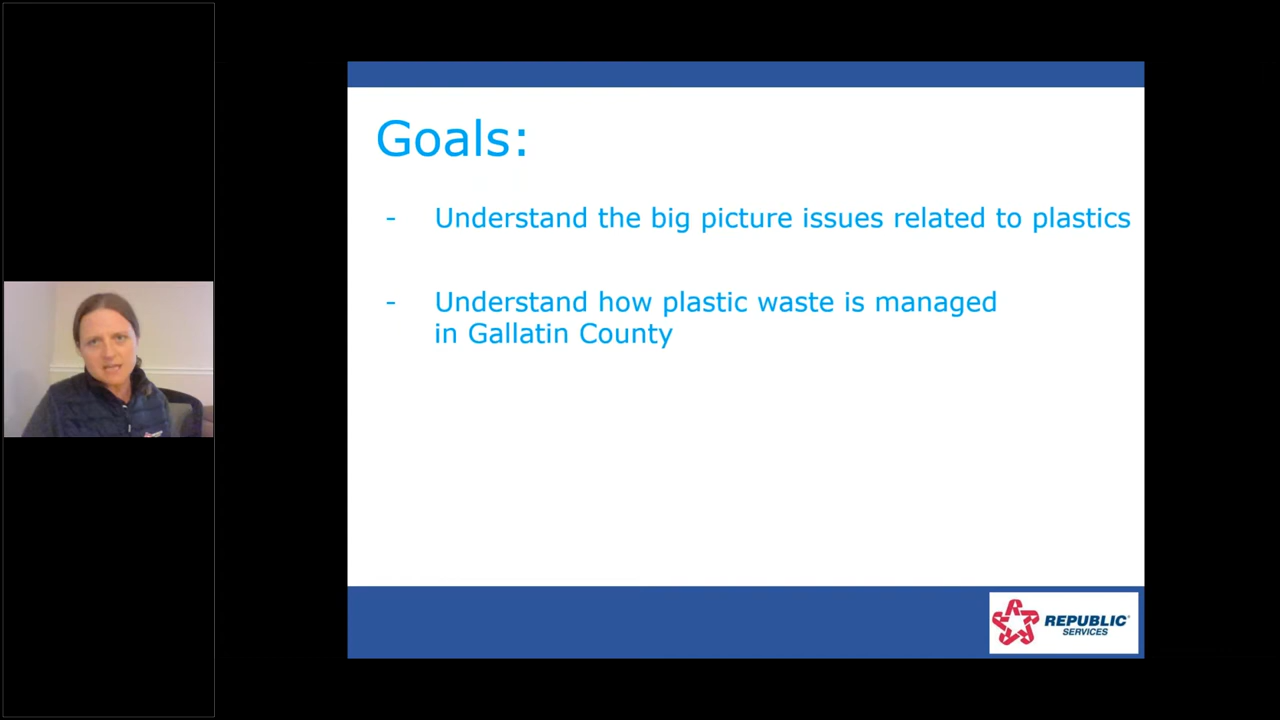 Goals:
- Understand the big picture issues related to plastics
- Understand how plastic waste is managed
in Gallatin County
REPUBLIC®
SERVICES